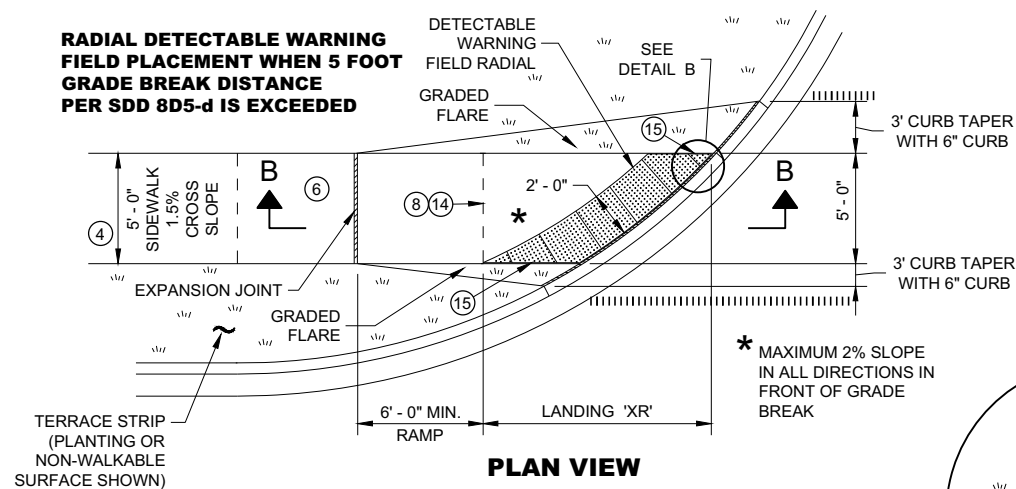 RADIAL DETECTABLE WARNING
FIELD PLACEMENT WHEN 5 FOOT
GRADE BREAK DISTANCE
PER SDD 8D5-d IS EXCEEDED
DETECTABLE
WARNING
FIELD RADIAL
SEE
DETAIL B
GRADED
FLARE
15
3' CURB TAPER
WITH 6" CURB
B
B
4
5' - 0"
SIDEWALK
1.5%
CROSS
SLOPE
6
8 14
2' - 0"
*
5' - 0"
EXPANSION JOINT
15
GRADED
FLARE
3' CURB TAPER
WITH 6" CURB
* MAXIMUM 2% SLOPE
IN ALL DIRECTIONS IN
FRONT OF GRADE
BREAK
TERRACE STRIP
(PLANTING OR
NON-WALKABLE
SURFACE SHOWN)
6' - 0" MIN.
RAMP
LANDING 'XR'
PLAN VIEW